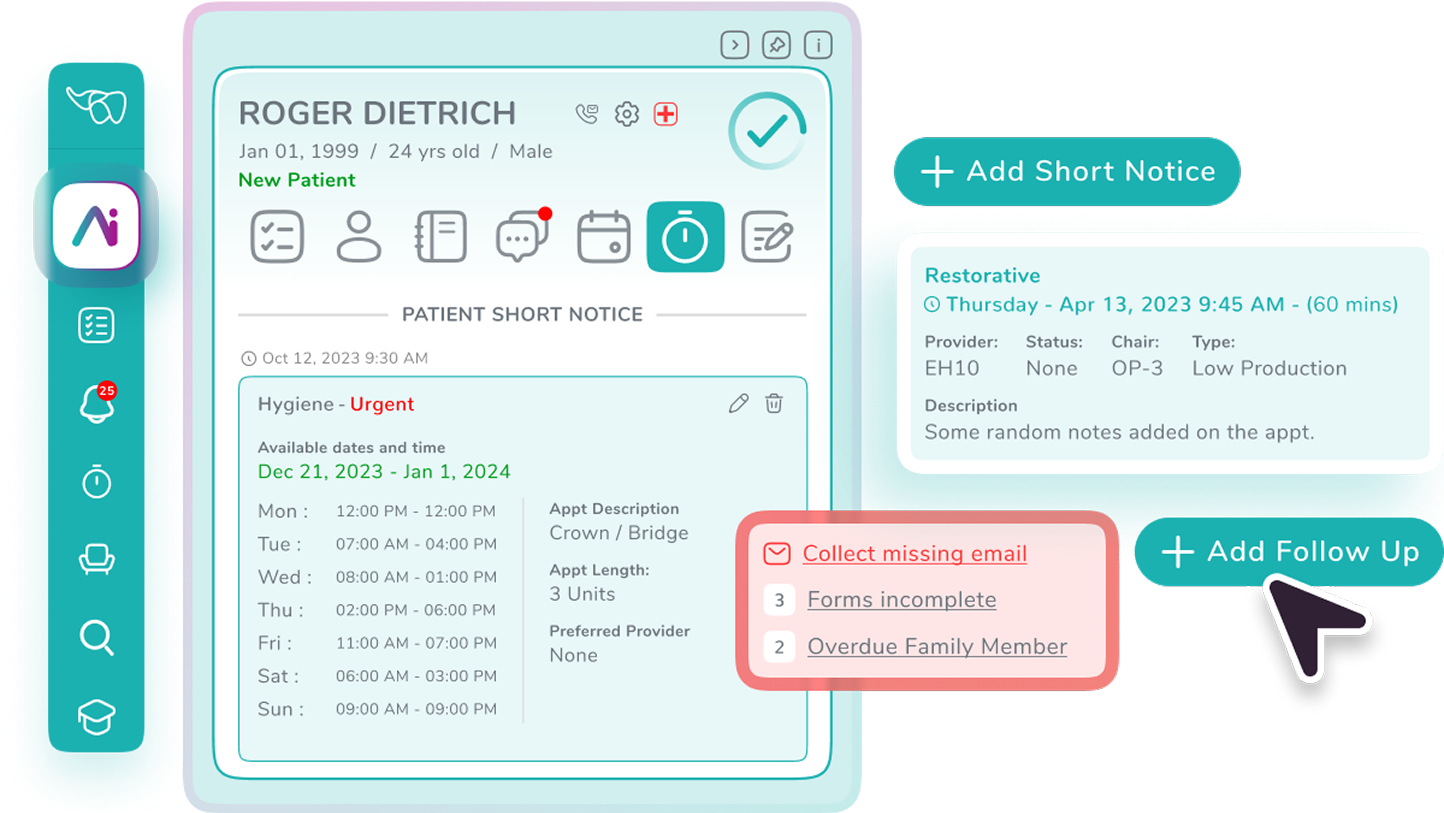 Ai
25
ROGER DIETRICH
Jan 01, 1999 / 24 yrs old / Male
New Patient
PATIENT SHORT NOTICE
Oct 12, 2023 9:30 AM
Hygiene - Urgent
Available dates and time
Dec 21, 2023 - Jan 1, 2024
Mon : 12:00 PM - 12:00 PM
Tue : 07:00 AM - 04:00 PM
Wed : 08:00 AM - 01:00 PM
Thu : 02:00 PM - 06:00 PM
Fri : 11:00 AM - 07:00 PM
Sat : 06:00 AM - 03:00 PM
Sun : 09:00 AM - 09:00 PM
Appt Description
Crown / Bridge
Appt Length:
3 Units
Preferred Provider
None
Collect missing email
3 Forms incomplete
2 Overdue Family Member
+ Add Short Notice
Restorative
Thursday - Apr 13, 2023 9:45 AM - (60 mins)
Provider: Status: Chair: Type:
EH10 None OP-3 Low Production
Description
Some random notes added on the appt.
+ Add Follow Up